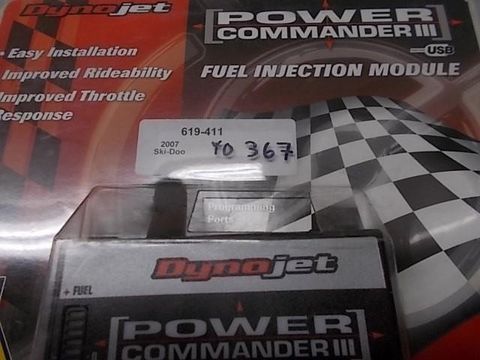 Dynojet
• Easy Installation
Improved Rideability
Improved Throttle
Response
POWER
COMMANDER III
USB
FUEL INJECTION MODULE
619-411
2007
Ski-Doo
YO 367
Programming
Ports
Dynojet
+ FUEL
POWER
COMMANDER III